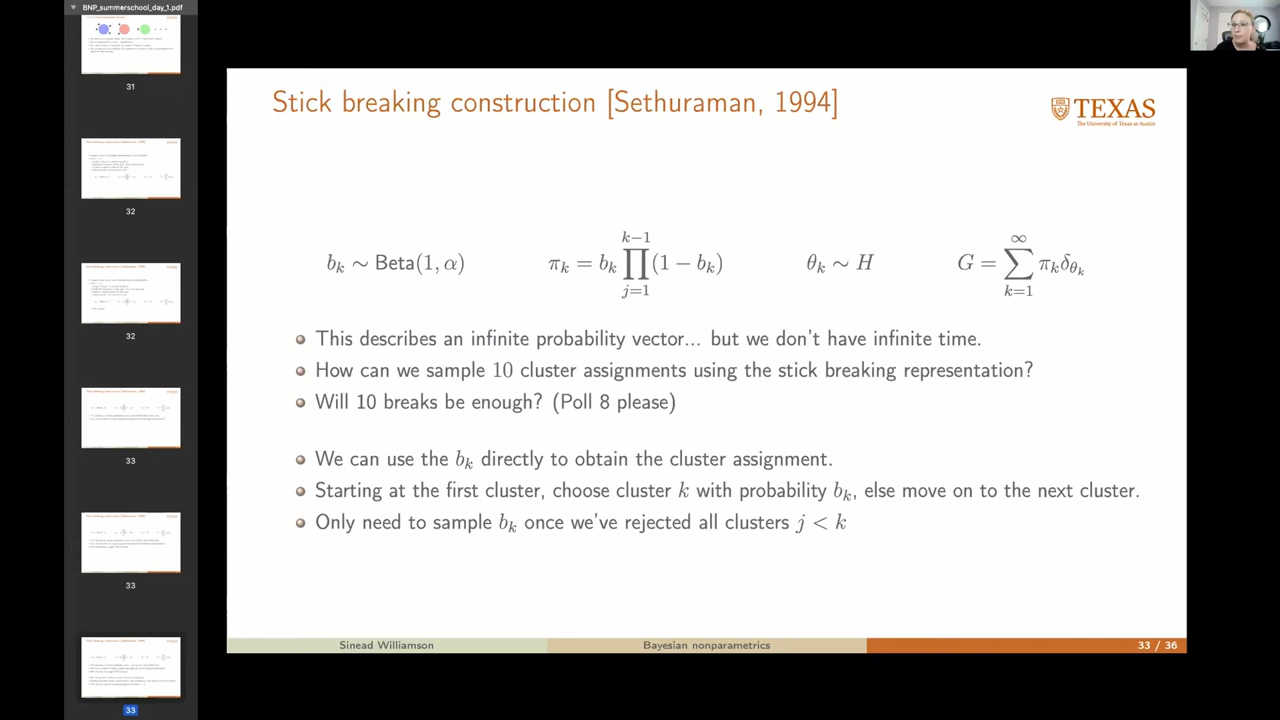 BNP_summerschool_day_1.pdf
31
32
32
33
33
33
Stick breaking construction [Sethuraman, 1994]
TEXAS
The University of Texas at Austin
b_k ∼ Beta(1, α)    π_k = b_k ∏_{j=1}^{k−1} (1 − b_k)    θ_k ∼ H    G = ∑_{k=1}^{∞} π_k δ_{θ_k}
This describes an infinite probability vector... but we don't have infinite time.
How can we sample 10 cluster assignments using the stick breaking representation?
Will 10 breaks be enough? (Poll 8 please)
We can use the b_k directly to obtain the cluster assignment.
Starting at the first cluster, choose cluster k with probability b_k, else move on to the next cluster.
Only need to sample b_k once we've rejected all clusters j < k
Sinead Williamson
Bayesian nonparametrics
33 / 36